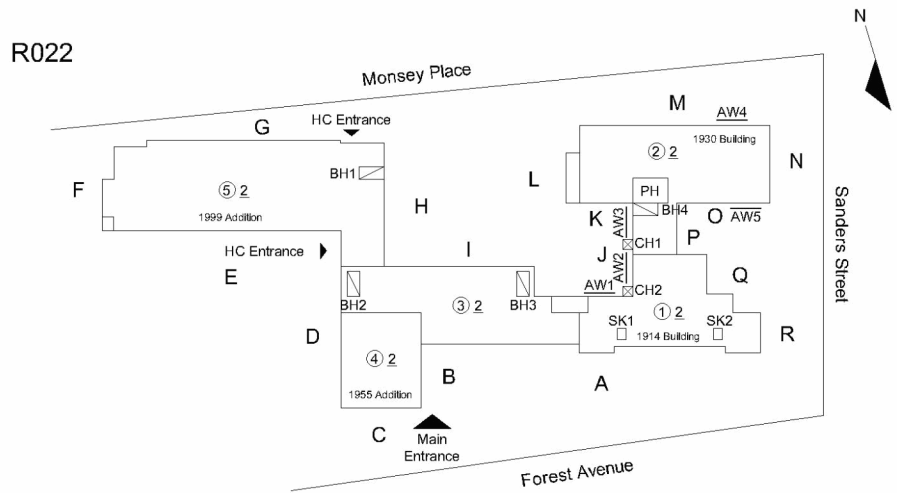 N
R022
Monsey Place
M
AW4
G
HC Entrance
1930 Building
② 2
N
L
F
BH1
PH
⑤ 2
1999 Addition
H
K
AW3
BH4
O
AW5
Sanders Street
P
CH1
J
HC Entrance
I
E
AW2
Q
AW1
CH2
BH2
BH3
③ 2
① 2
SK1
SK2
D
R
1914 Building
④ 2
B
A
1955 Addition
C
Main
Entrance
Forest Avenue